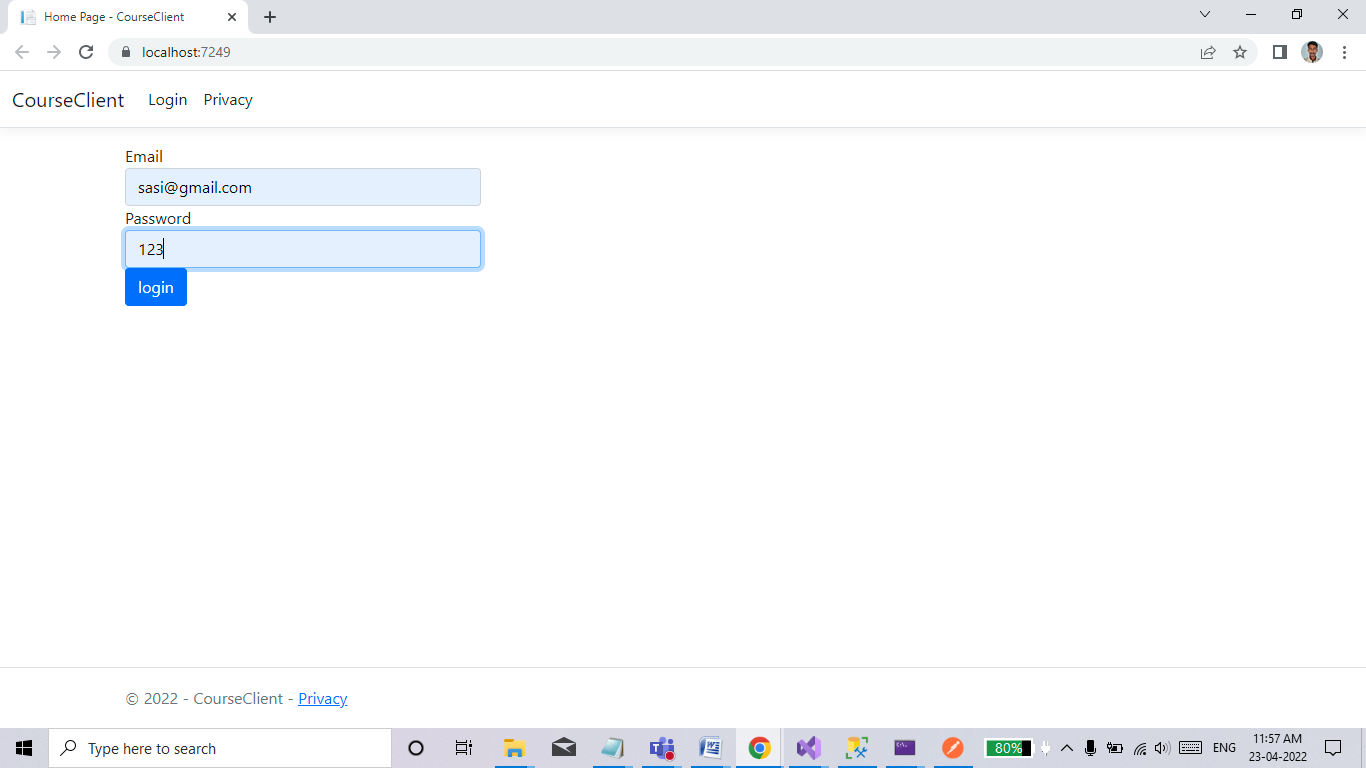 Home Page - CourseClient
localhost:7249
CourseClient Login Privacy
Email
sasi@gmail.com
Password
123
login
© 2022 - CourseClient - Privacy
Type here to search
80%
ENG
11:57 AM
23-04-2022